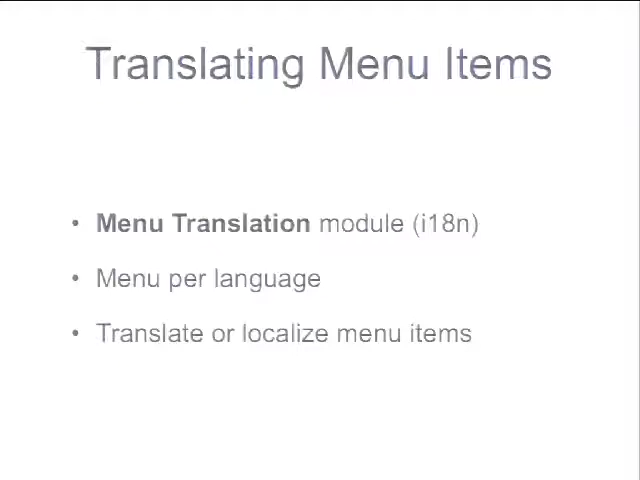 Translating Menu Items
• Menu Translation module (i18n)
• Menu per language
• Translate or localize menu items